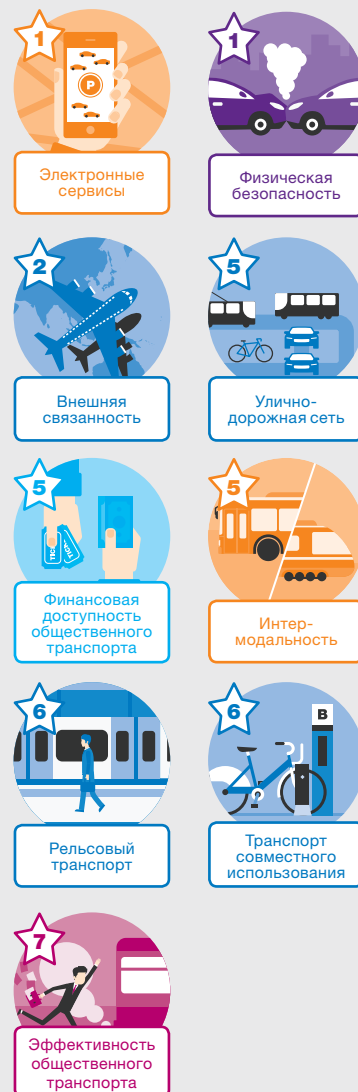 1
P
Электронные
сервисы
1
Физическая
безопасность
2
Внешняя
связанность
5
Улично-
дорожная сеть
5
Финансовая
доступность
общественного
транспорта
5
Интер-
модальность
6
Рельсовый
транспорт
6
B
Транспорт
совместного
использования
7
Эффективность
общественного
транспорта